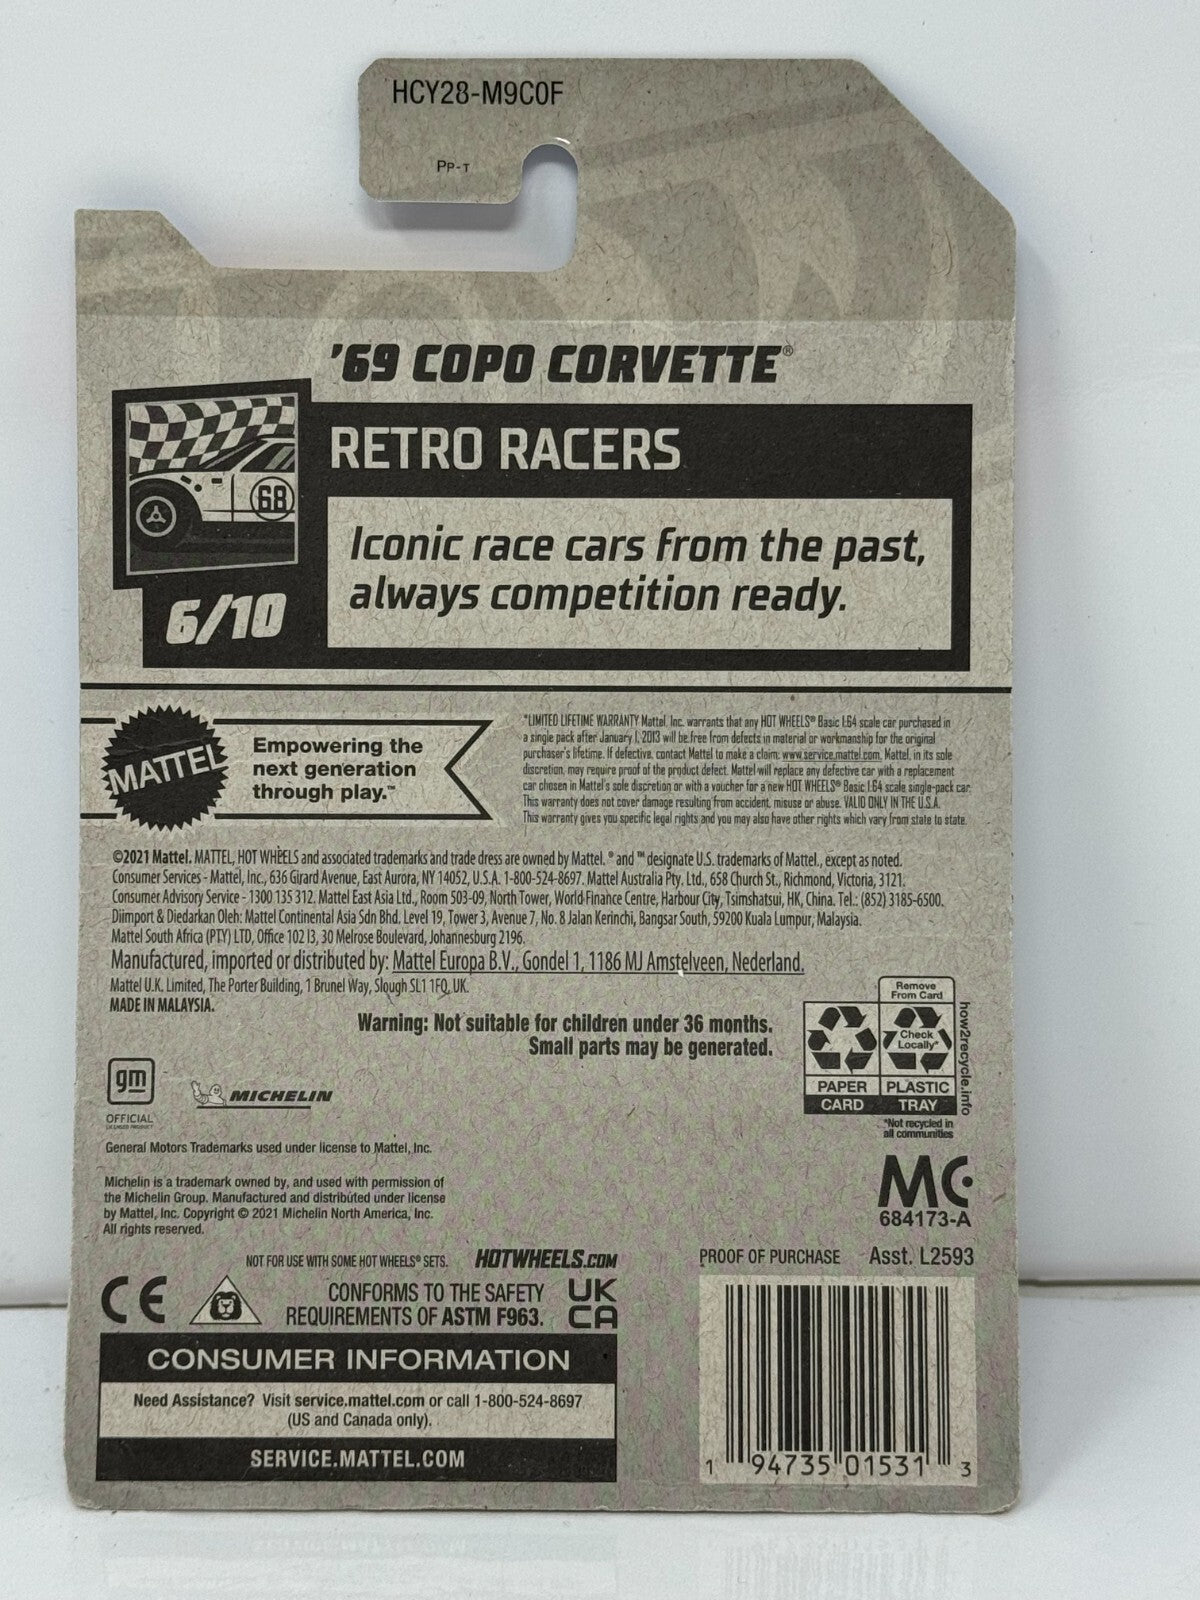 HCY28-M9C0F
PP-T
'69 COPO CORVETTE®
RETRO RACERS
68
Iconic race cars from the past,
always competition ready.
6/10
MATTEL
Empowering the
next generation
through play.™
*LIMITED LIFETIME WARRANTY Mattel, Inc. warrants that any HOT WHEELS® Basic 1:64 scale car purchased in
a single pack after January 1, 2013 will be free from defects in material or workmanship for the original
purchaser's lifetime. If defective, contact Mattel to make a claim: www.service.mattel.com. Mattel, in its sole
discretion, may require proof of the product defect. Mattel will replace any defective car with a replacement
car chosen in Mattel's sole discretion or with a voucher for a new HOT WHEELS® Basic 1:64 scale single-pack car.
This warranty does not cover damage resulting from accident, misuse or abuse. VALID ONLY IN THE U.S.A.
This warranty gives you specific legal rights and you may also have other rights which vary from state to state.
©2021 Mattel. MATTEL, HOT WHEELS and associated trademarks and trade dress are owned by Mattel. ® and ™ designate U.S. trademarks of Mattel., except as noted.
Consumer Services - Mattel, Inc., 636 Girard Avenue, East Aurora, NY 14052, U.S.A. 1-800-524-8697. Mattel Australia Pty. Ltd., 658 Church St., Richmond, Victoria, 3121.
Consumer Advisory Service - 1300 135 312. Mattel East Asia Ltd., Room 503-09, North Tower, World Finance Centre, Harbour City, Tsimshatsui, HK, China. Tel.: (852) 3185-6500.
Diimport & Diedarkan Oleh: Mattel Continental Asia Sdn Bhd. Level 19, Tower 3, Avenue 7, No. 8 Jalan Kerinchi, Bangsar South, 59200 Kuala Lumpur, Malaysia.
Mattel South Africa (PTY) LTD, Office 102 I3, 30 Melrose Boulevard, Johannesburg 2196.
Manufactured, imported or distributed by: Mattel Europa B.V., Gondel 1, 1186 MJ Amstelveen, Nederland.
Mattel U.K. Limited, The Porter Building, 1 Brunel Way, Slough SL1 1FQ, UK.
MADE IN MALAYSIA.
Warning: Not suitable for children under 36 months.
Small parts may be generated.
Remove
From Card
Check
Locally*
PAPER
CARD
PLASTIC
TRAY
how2recycle.info
*Not recycled in
all communities
gm
OFFICIAL
LICENSED PRODUCT
MICHELIN
General Motors Trademarks used under license to Mattel, Inc.
Michelin is a trademark owned by, and used with permission of
the Michelin Group. Manufactured and distributed under license
by Mattel, Inc. Copyright © 2021 Michelin North America, Inc.
All rights reserved.
MC
684173-A
NOT FOR USE WITH SOME HOT WHEELS® SETS.
HOTWHEELS.COM
PROOF OF PURCHASE
Asst. L2593
CE
CONFORMS TO THE SAFETY
REQUIREMENTS OF ASTM F963.
UK
CA
CONSUMER INFORMATION
Need Assistance? Visit service.mattel.com or call 1-800-524-8697
(US and Canada only).
SERVICE.MATTEL.COM
1 94735 01531 3